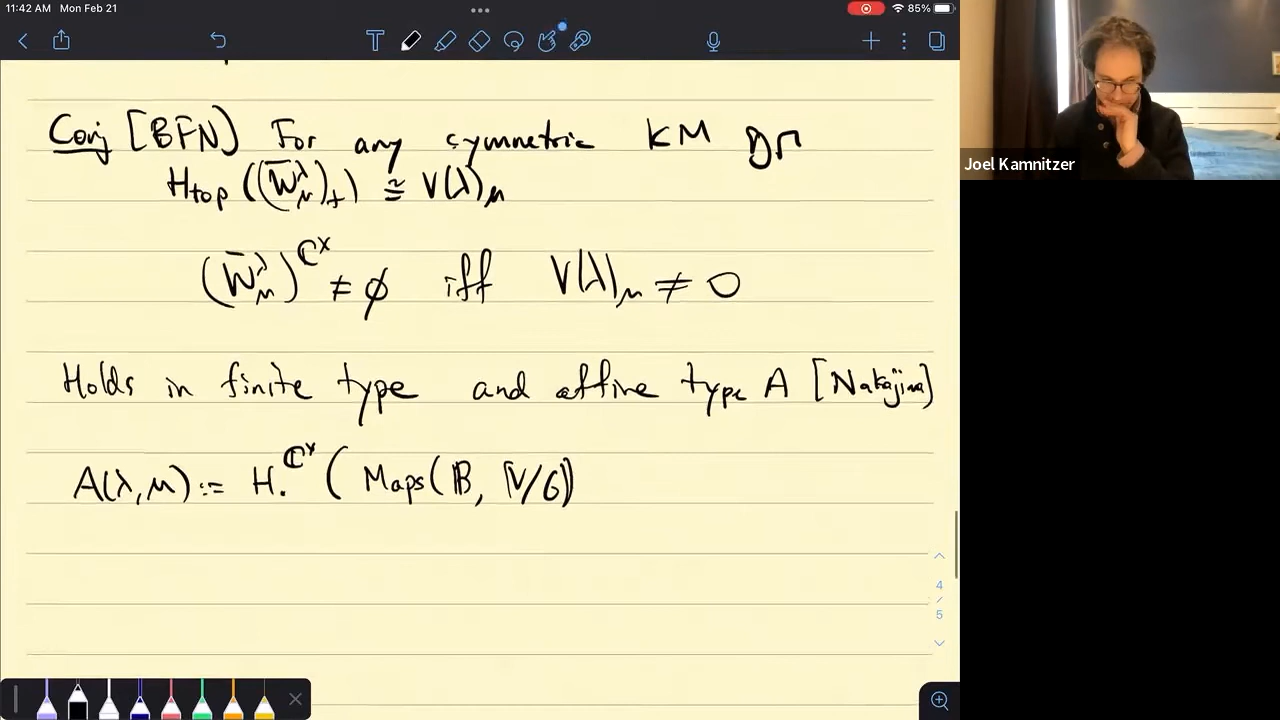 11:42 AM Mon Feb 21
85%
Joel Kamnitzer
Conj [BFN] For any symmetric KM
H_top((W̄^λ_μ)_+) ≅ V(λ)_μ
(W̄^λ_μ)^{ℂ^×} ≠ ∅ iff V(λ)_μ ≠ 0
Holds in finite type and affine type A [Nakajima]
A(λ,μ) := H.^{ℂ^×}( Maps(𝔹, [V/G])
4
/
5